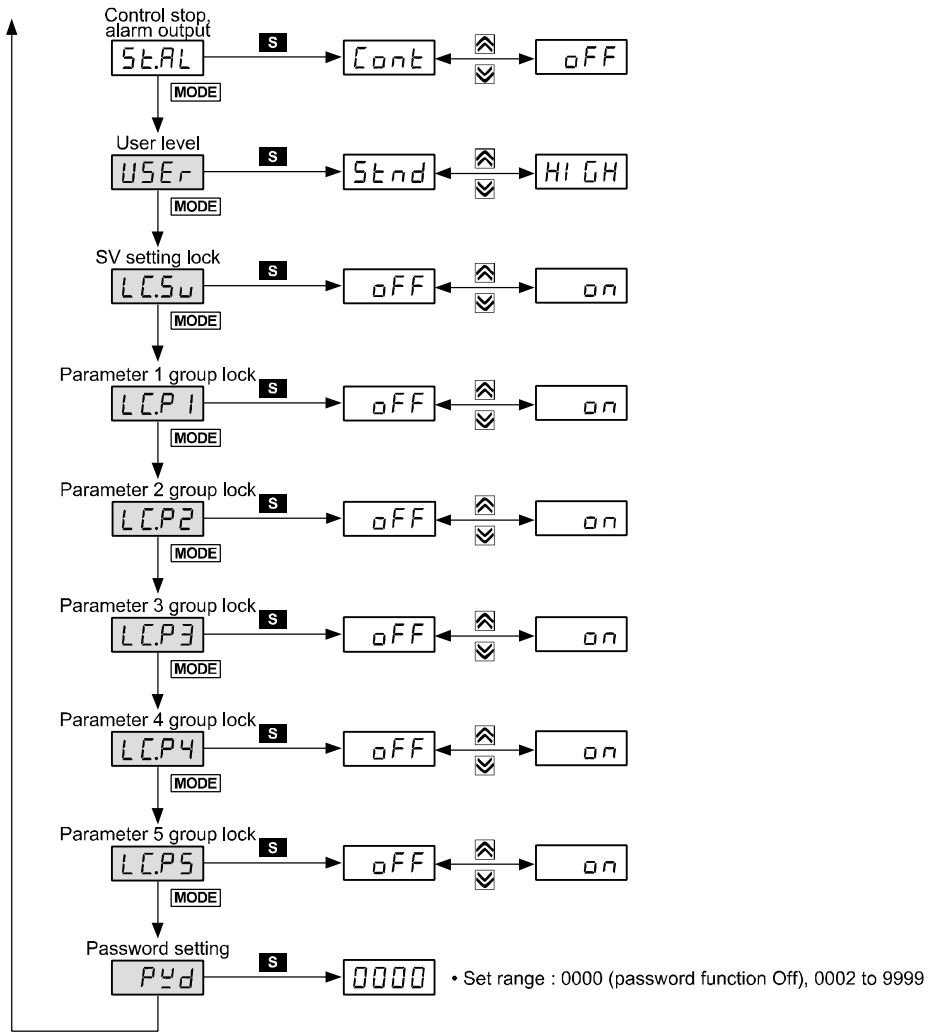 Control stop,
alarm output
St.AL S Cont oFF
MODE
User level
USEr S Stnd HIGH
MODE
SV setting lock
LC.Sv S oFF on
MODE
Parameter 1 group lock
LC.P1 S oFF on
MODE
Parameter 2 group lock
LC.P2 S oFF on
MODE
Parameter 3 group lock
LC.P3 S oFF on
MODE
Parameter 4 group lock
LC.P4 S oFF on
MODE
Parameter 5 group lock
LC.P5 S oFF on
MODE
Password setting
PWd S 0000 • Set range : 0000 (password function Off), 0002 to 9999